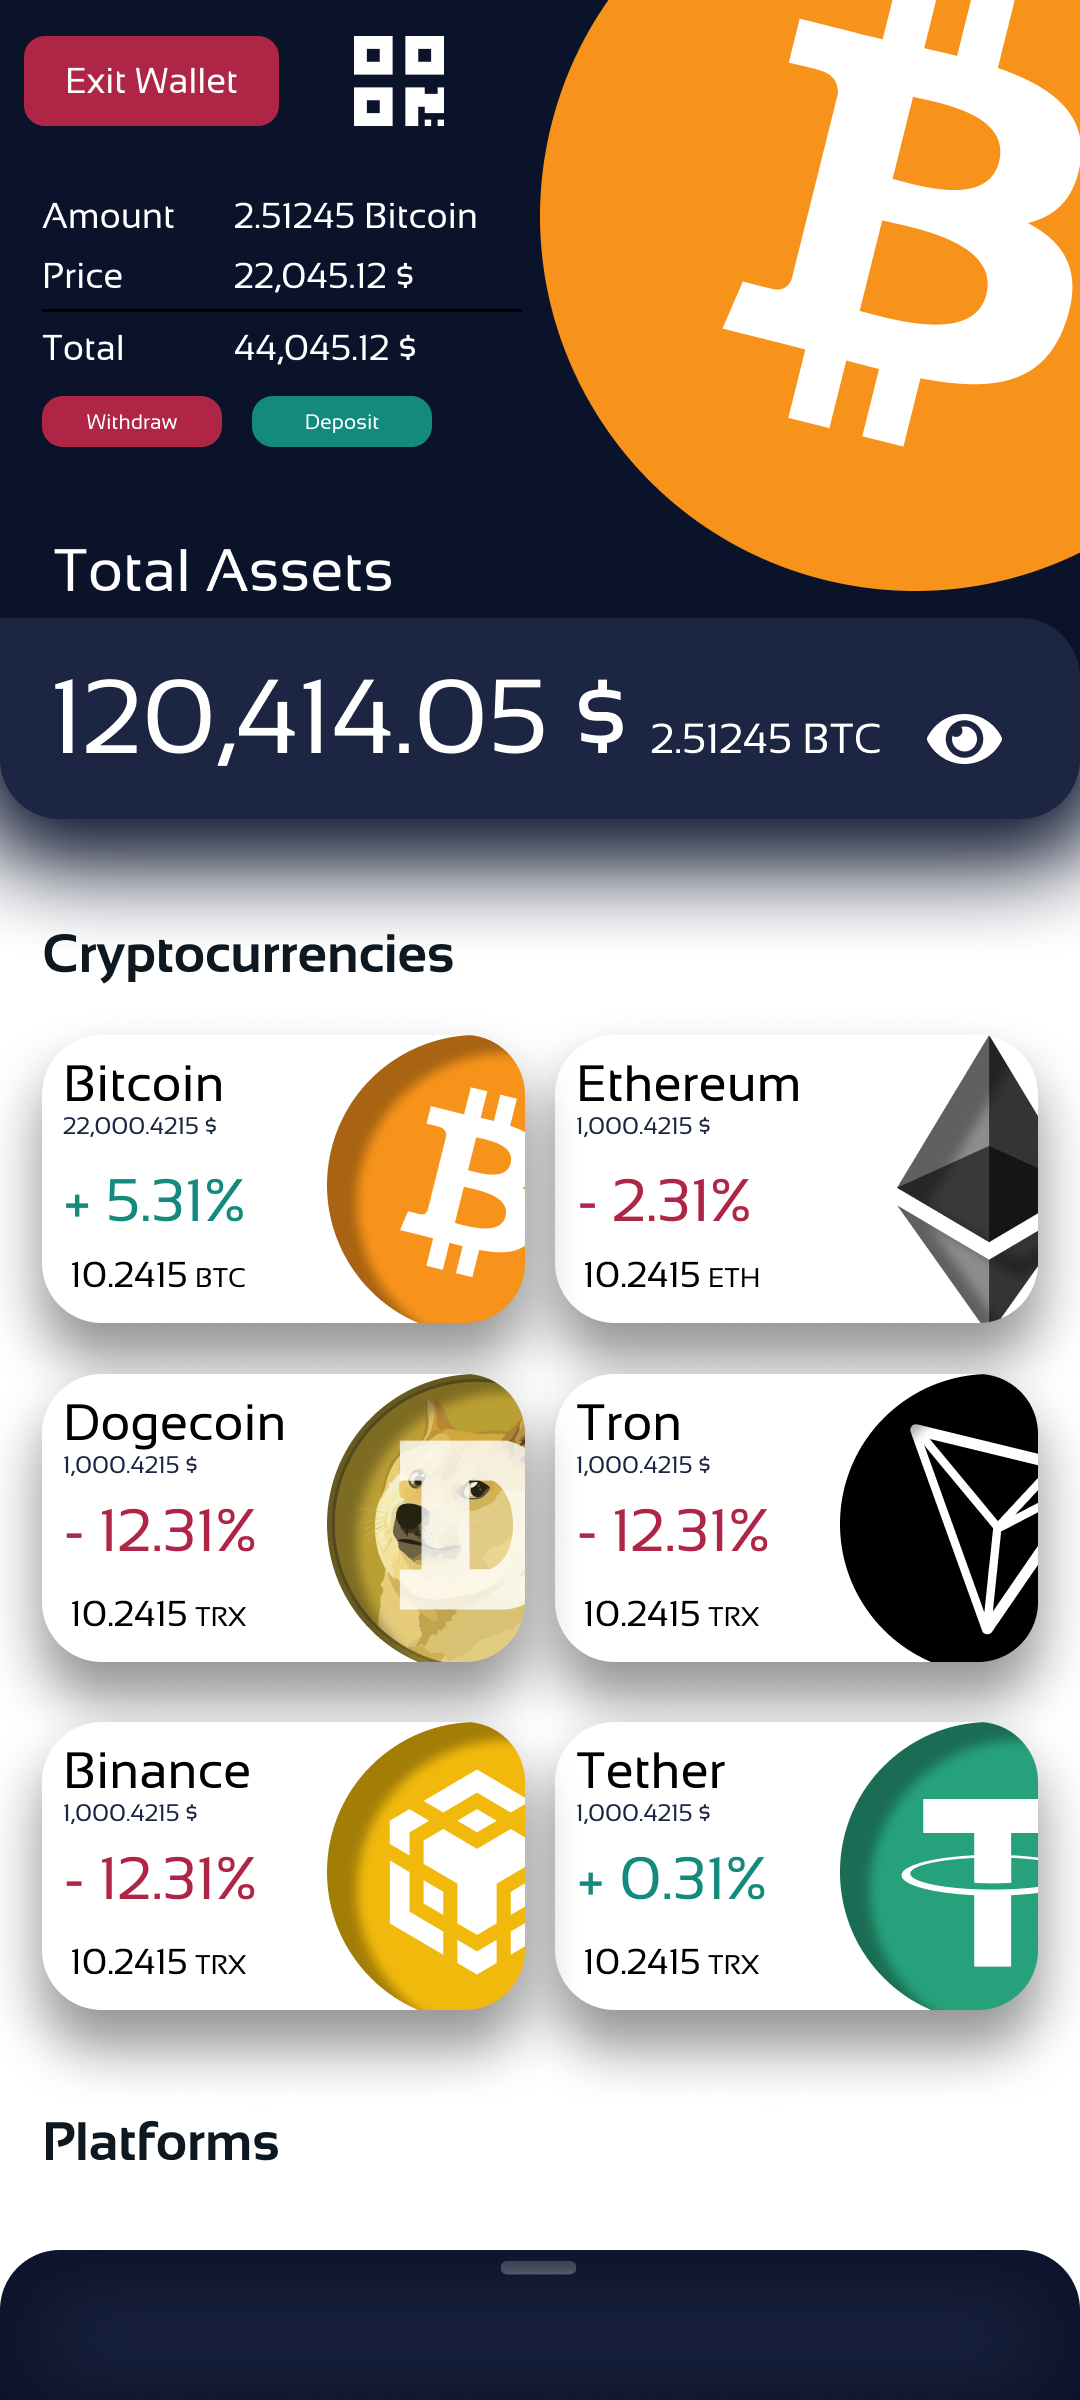 Exit Wallet
Amount 2.51245 Bitcoin
Price 22,045.12 $
Total 44,045.12 $
Withdraw Deposit
Total Assets
120,414.05 $ 2.51245 BTC
Cryptocurrencies
Bitcoin
22,000.4215 $
+ 5.31%
10.2415 BTC
Ethereum
1,000.4215 $
- 2.31%
10.2415 ETH
Dogecoin
1,000.4215 $
- 12.31%
10.2415 TRX
Tron
1,000.4215 $
- 12.31%
10.2415 TRX
Binance
1,000.4215 $
- 12.31%
10.2415 TRX
Tether
1,000.4215 $
+ 0.31%
10.2415 TRX
Platforms